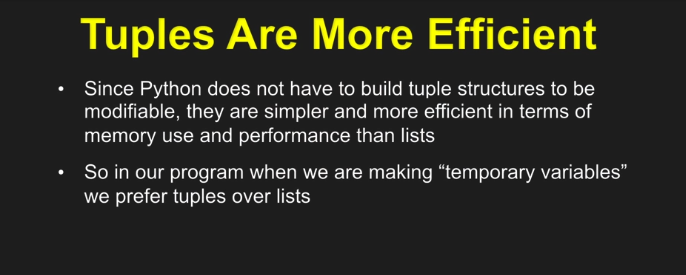 Tuples Are More Efficient
• Since Python does not have to build tuple structures to be
modifiable, they are simpler and more efficient in terms of
memory use and performance than lists
• So in our program when we are making “temporary variables”
we prefer tuples over lists